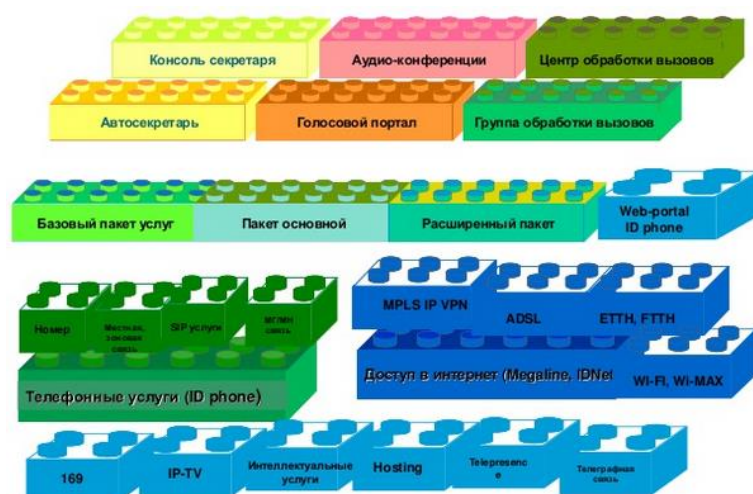 Консоль секретаря
Аудио-конференции
Центр обработки вызовов
Автосекретарь
Голосовой портал
Группа обработки вызовов
Базовый пакет услуг
Пакет основной
Расширенный пакет
Web-portal
ID phone
Номер
Местная,
зоновая
связь
SIP услуги
МГ/МН
связь
MPLS IP VPN
ADSL
ETTH, FTTH
Телефонные услуги (ID phone)
Доступ в интернет (Megaline, IDNet
WI-FI, Wi-MAX
169
IP-TV
Интеллектуальные
услуги
Hosting
Telepresenc
e
Телеграфная
связь